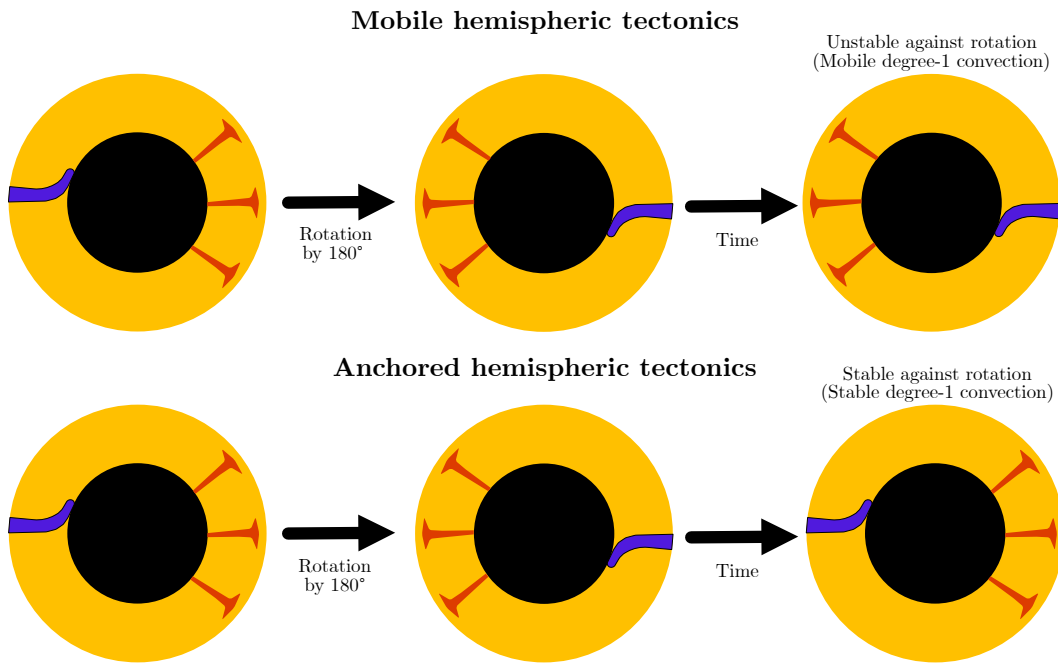 Mobile hemispheric tectonics
Unstable against rotation
(Mobile degree-1 convection)
Rotation
by 180°
Time
Anchored hemispheric tectonics
Stable against rotation
(Stable degree-1 convection)
Rotation
by 180°
Time